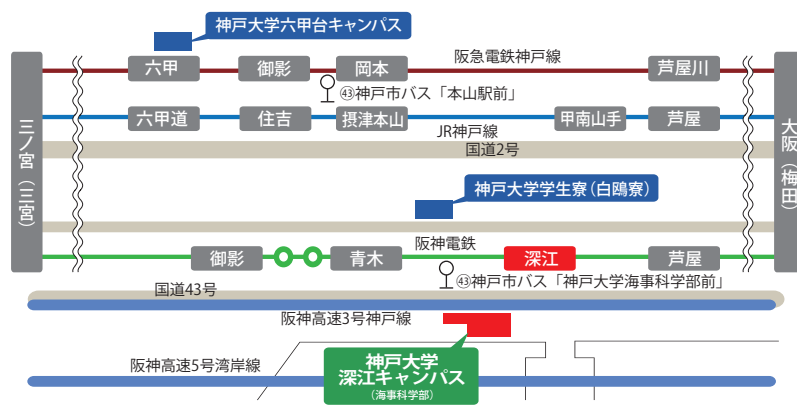 神戸大学六甲台キャンパス
阪急電鉄神戸線
六甲
御影
岡本
芦屋川
㊸神戸市バス「本山駅前」
六甲道
住吉
摂津本山
甲南山手
芦屋
JR神戸線
国道2号
三ノ宮（三宮）
大阪（梅田）
神戸大学学生寮（白鴎寮）
阪神電鉄
御影
青木
深江
芦屋
㊸神戸市バス「神戸大学海事科学部前」
国道43号
阪神高速3号神戸線
阪神高速5号湾岸線
神戸大学
深江キャンパス
（海事科学部）